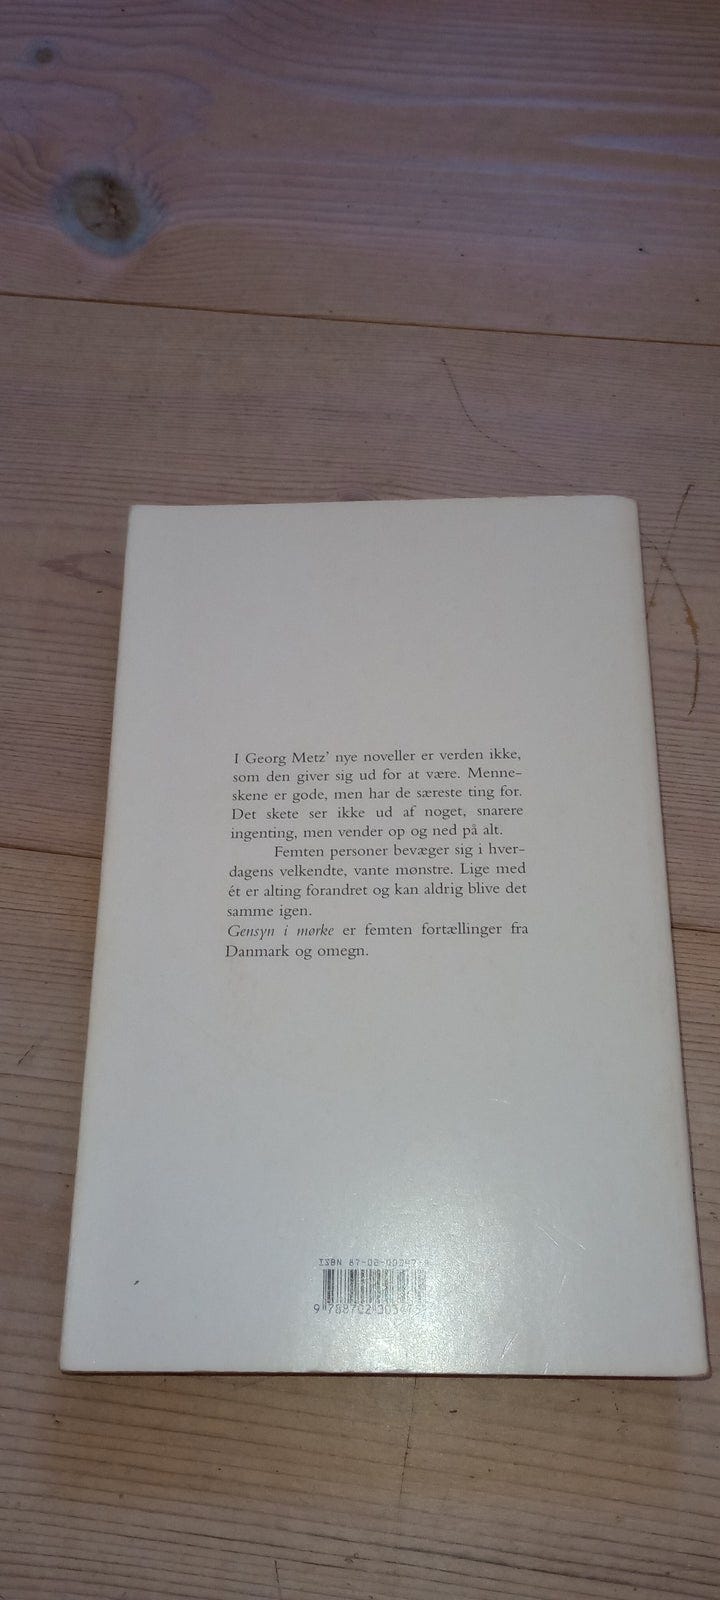 I Georg Metz' nye noveller er verden ikke,
som den giver sig ud for at være. Menne-
skene er gode, men har de særeste ting for.
Det skete ser ikke ud af noget, snarere
ingenting, men vender op og ned på alt.
Femten personer bevæger sig i hver-
dagens velkendte, vante mønstre. Lige med
ét er alting forandret og kan aldrig blive det
samme igen.
Gensyn i mørke er femten fortællinger fra
Danmark og omegn.
ISBN